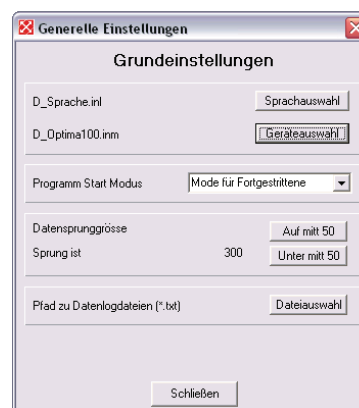 Generelle Einstellungen
Grundeinstellungen
D_Sprache.inl Sprachauswahl
D_Optima100.inm Geräteauswahl
Programm Start Modus Mode für Fortgestrittene
Datensprunggrösse Auf mitt 50
Sprung ist 300 Unter mitt 50
Pfad zu Datenlogdateien (*.txt) Dateiauswahl
Schließen